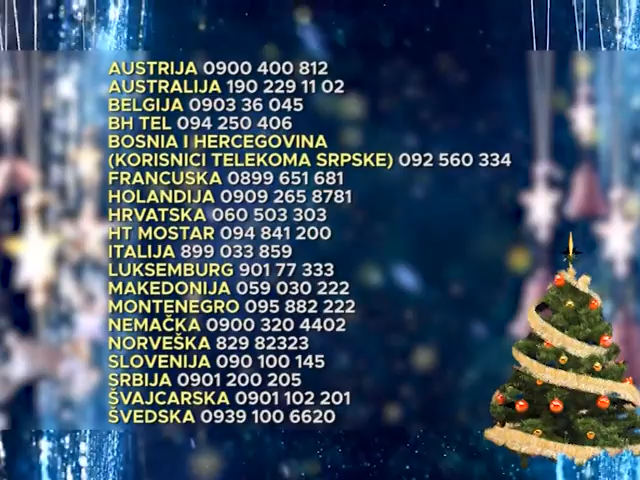 AUSTRIJA 0900 400 812
AUSTRALIJA 190 229 11 02
BELGIJA 0903 36 045
BH TEL 094 250 406
BOSNIA I HERCEGOVINA
(KORISNICI TELEKOMA SRPSKE) 092 560 334
FRANCUSKA 0899 651 681
HOLANDIJA 0909 265 8781
HRVATSKA 060 503 303
HT MOSTAR 094 841 200
ITALIJA 899 033 859
LUKSEMBURG 901 77 333
MAKEDONIJA 059 030 222
MONTENEGRO 095 882 222
NEMAČKA 0900 320 4402
NORVEŠKA 829 82323
SLOVENIJA 090 100 145
SRBIJA 0901 200 205
ŠVAJCARSKA 0901 102 201
ŠVEDSKA 0939 100 6620